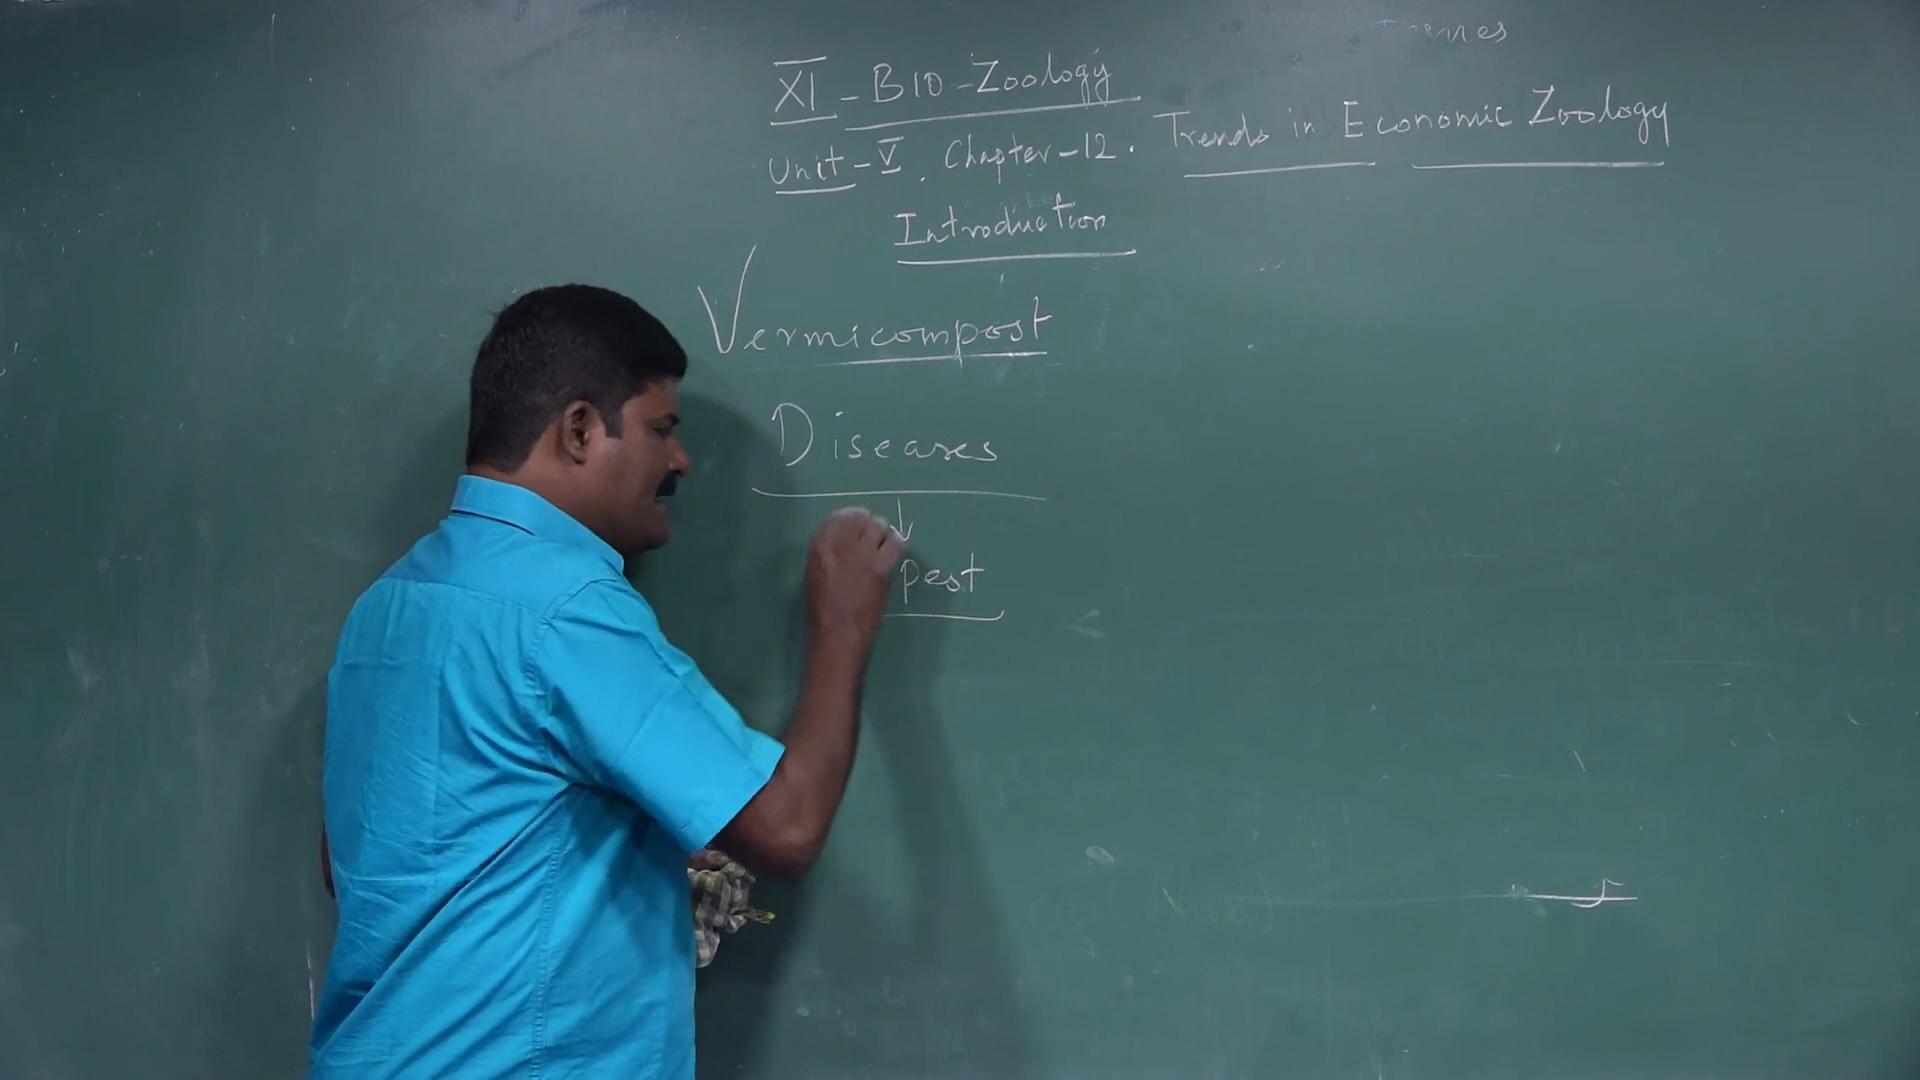 XI - BIO - Zoology
Unit - V. Chapter - 12. Trends in Economic Zoology
Introduction
Vermicompost
Diseases
↓
pest